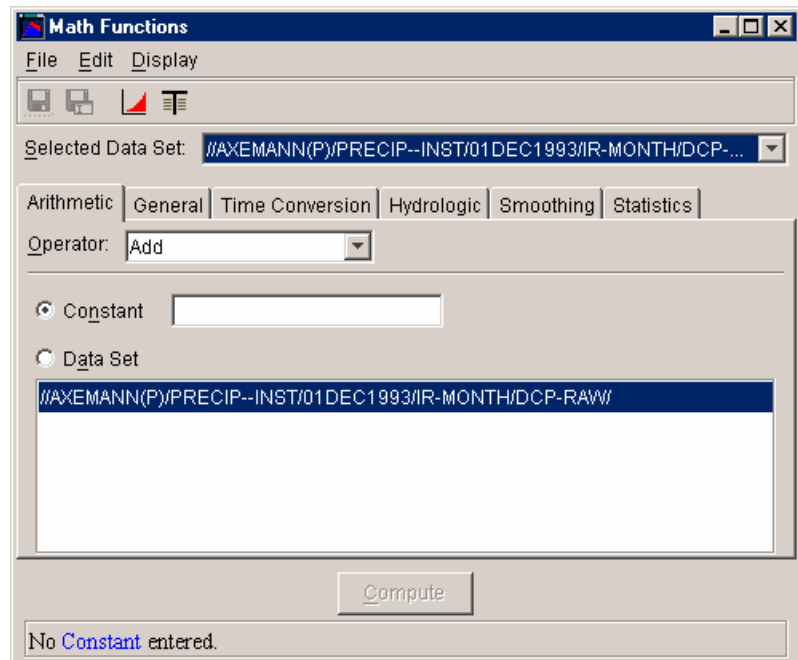 Math Functions
File Edit Display
Selected Data Set: //AXEMANN(P)/PRECIP--INST/01DEC1993/IR-MONTH/DCP-...
Arithmetic General Time Conversion Hydrologic Smoothing Statistics
Operator: Add
Constant
Data Set
//AXEMANN(P)/PRECIP--INST/01DEC1993/IR-MONTH/DCP-RAW/
Compute
No Constant entered.